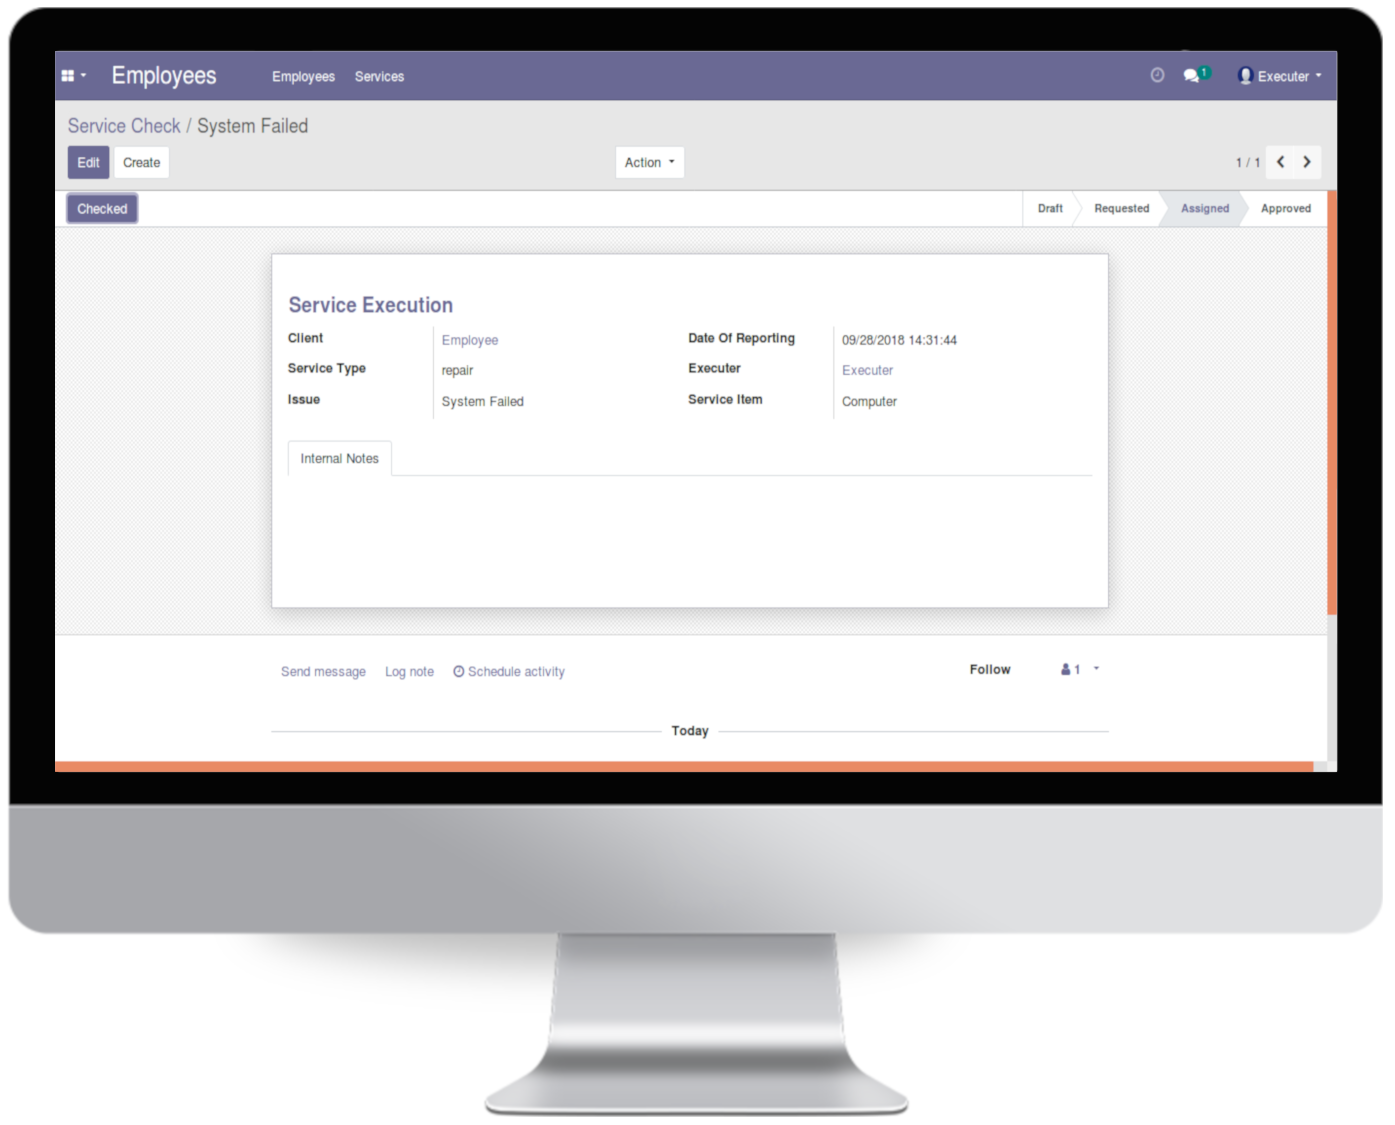 Employees Employees Services 1 Executer
Service Check / System Failed
Edit Create Action 1 / 1
Checked Draft Requested Assigned Approved
Service Execution
Client Employee Date Of Reporting 09/28/2018 14:31:44
Service Type repair Executer Executer
Issue System Failed Service Item Computer
Internal Notes
Send message Log note Schedule activity Follow 1
Today